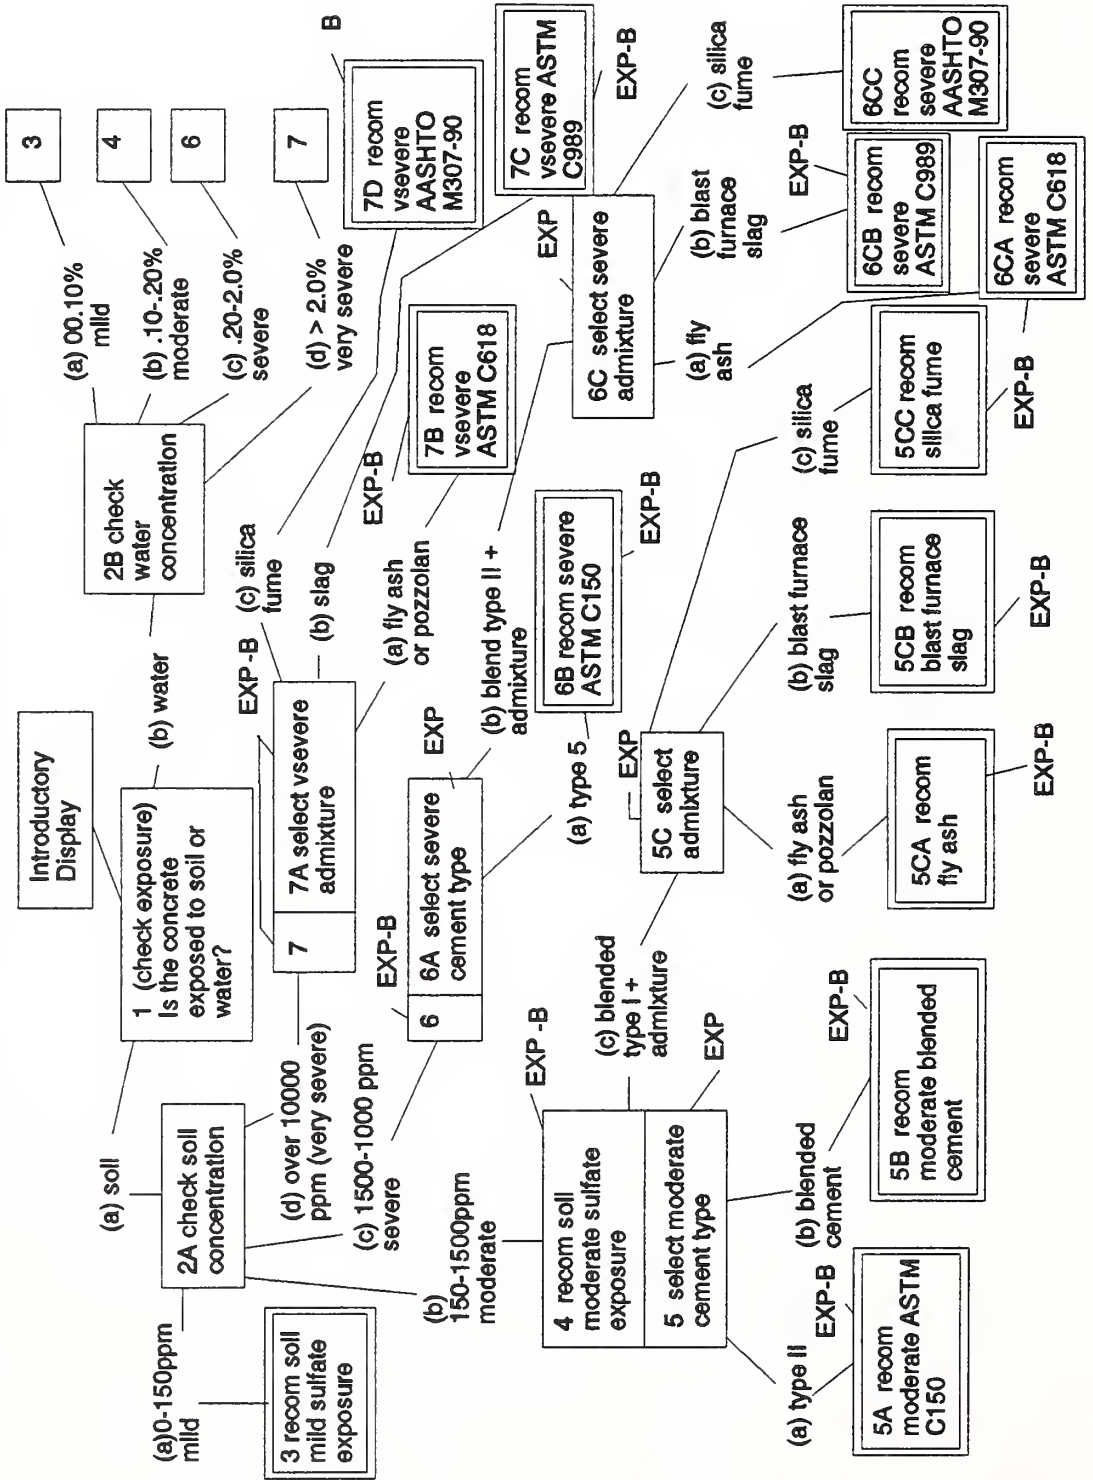 Introductory
Display
1 (check exposure)
Is the concrete
exposed to soil or
water?
(a) soil
(b) water
2A check soil
concentration
2B check
water
concentration
(a) 00.10%
mild
3
(b) .10-.20%
moderate
4
(c) .20-2.0%
severe
6
(d) > 2.0%
very severe
7
(a)0-150ppm
mild
3 recom soil
mild sulfate
exposure
(b)
150-1500ppm
moderate
(c) 1500-1000 ppm
severe
(d) over 10000
ppm (very severe)
7
7A select vsevere
admixture
EXP-B
(c) silica
fume
(b) slag
(a) fly ash
or pozzolan
7D recom
vsevere
AASHTO
M307-90
B
7C recom
vsevere ASTM
C989
EXP-B
7B recom
vsevere
ASTM C618
EXP-B
6
6A select severe
cement type
EXP-B
EXP
(b) blend type II +
admixture
(a) type 5
6B recom severe
ASTM C150
EXP-B
6C select severe
admixture
EXP
(a) fly
ash
(b) blast
furnace
slag
(c) silica
fume
6CC
recom
severe
AASHTO
M307-90
6CB recom
severe
ASTM C989
EXP-B
6CA recom
severe
ASTM C618
EXP-B
4 recom soil
moderate sulfate
exposure
EXP -B
5 select moderate
cement type
EXP
(c) blended
type I +
admixture
5C select
admixture
EXP
(a) type II
5A recom
moderate ASTM
C150
EXP-B
(b) blended
cement
5B recom
moderate blended
cement
EXP-B
(a) fly ash
or pozzolan
5CA recom
fly ash
EXP-B
(b) blast furnace
slag
5CB recom
blast furnace
slag
EXP-B
(c) silica
fume
5CC recom
silica fume